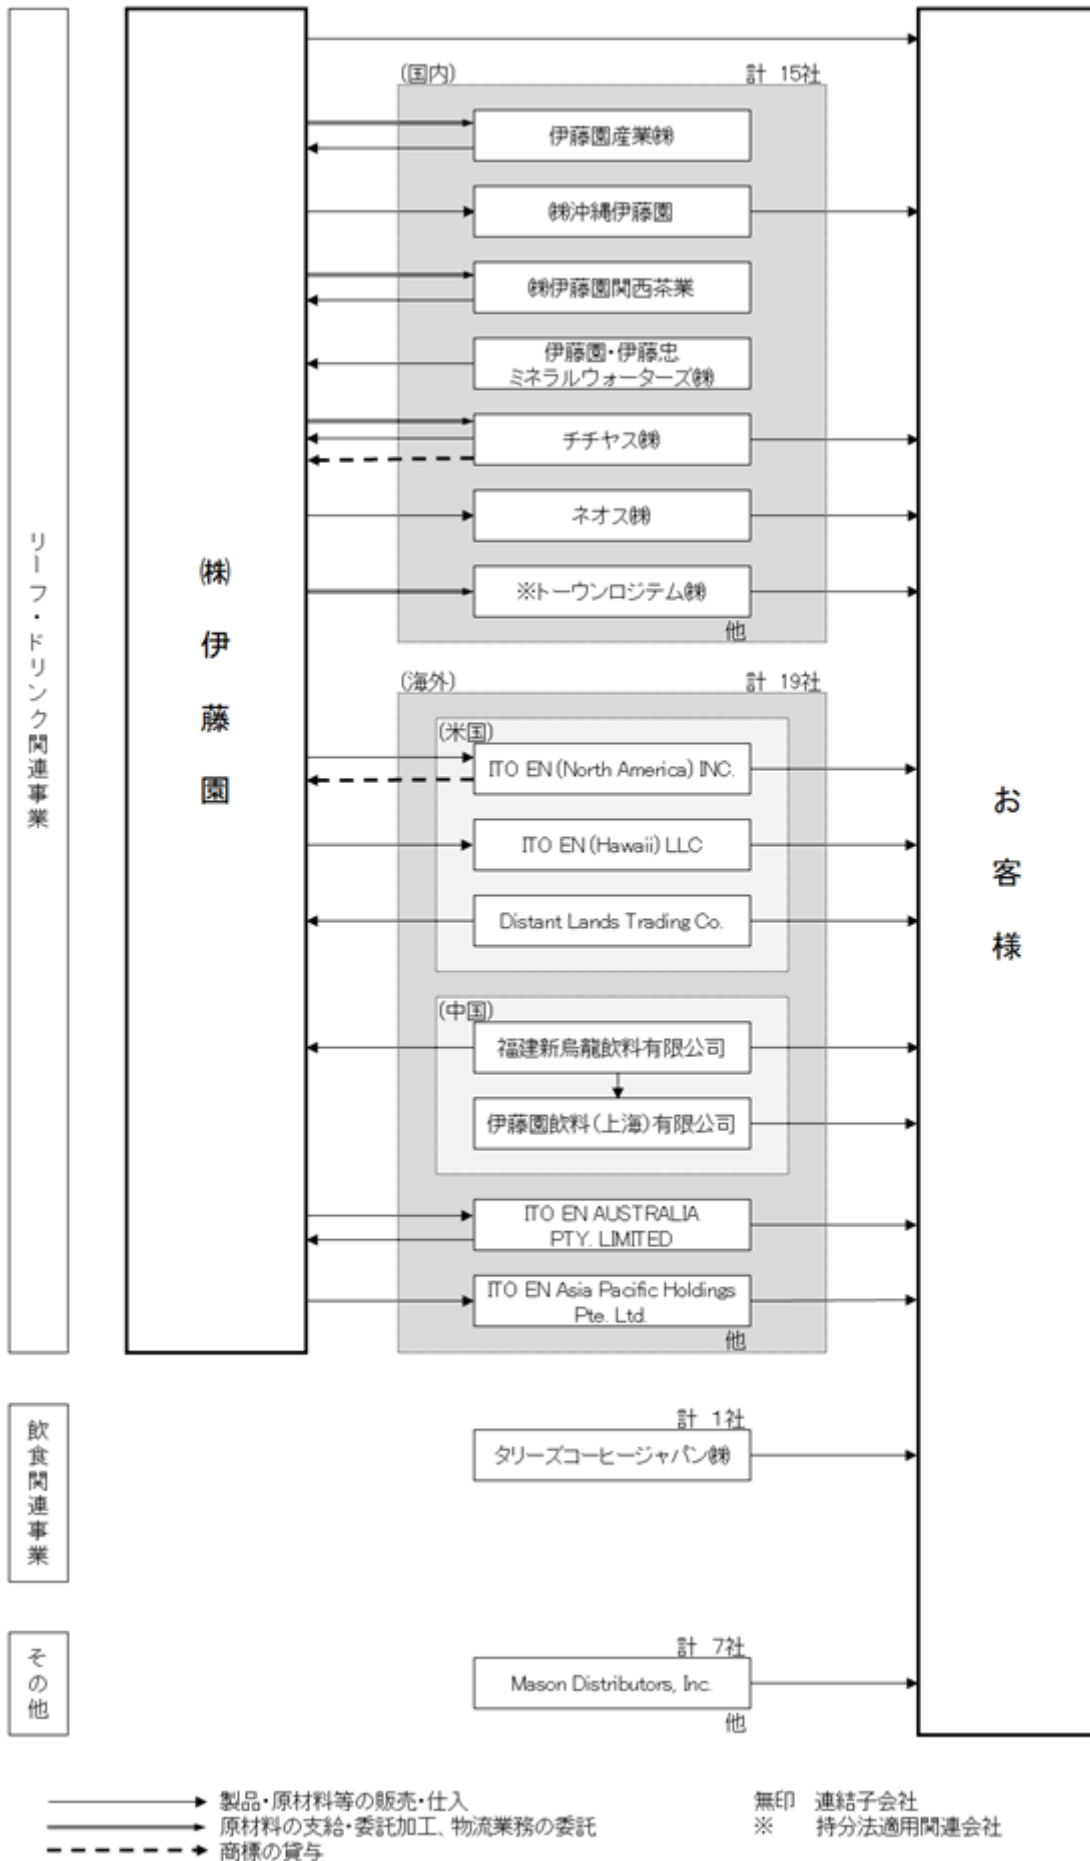 リーフ・ドリンク関連事業
㈱伊藤園
お客様
(国内) 計 15社
伊藤園産業㈱
㈱沖縄伊藤園
㈱伊藤園関西茶業
伊藤園・伊藤忠
ミネラルウォーターズ㈱
チチヤス㈱
ネオス㈱
※トーウンロジテム㈱
他
(海外) 計 19社
(米国)
ITO EN (North America) INC.
ITO EN (Hawaii) LLC
Distant Lands Trading Co.
(中国)
福建新烏龍飲料有限公司
伊藤園飲料(上海)有限公司
ITO EN AUSTRALIA
PTY. LIMITED
ITO EN Asia Pacific Holdings
Pte. Ltd.
他
飲食関連事業
計 1社
タリーズコーヒージャパン㈱
その他
計 7社
Mason Distributors, Inc.
他
製品・原材料等の販売・仕入 無印 連結子会社
原材料の支給・委託加工、物流業務の委託 ※ 持分法適用関連会社
商標の貸与